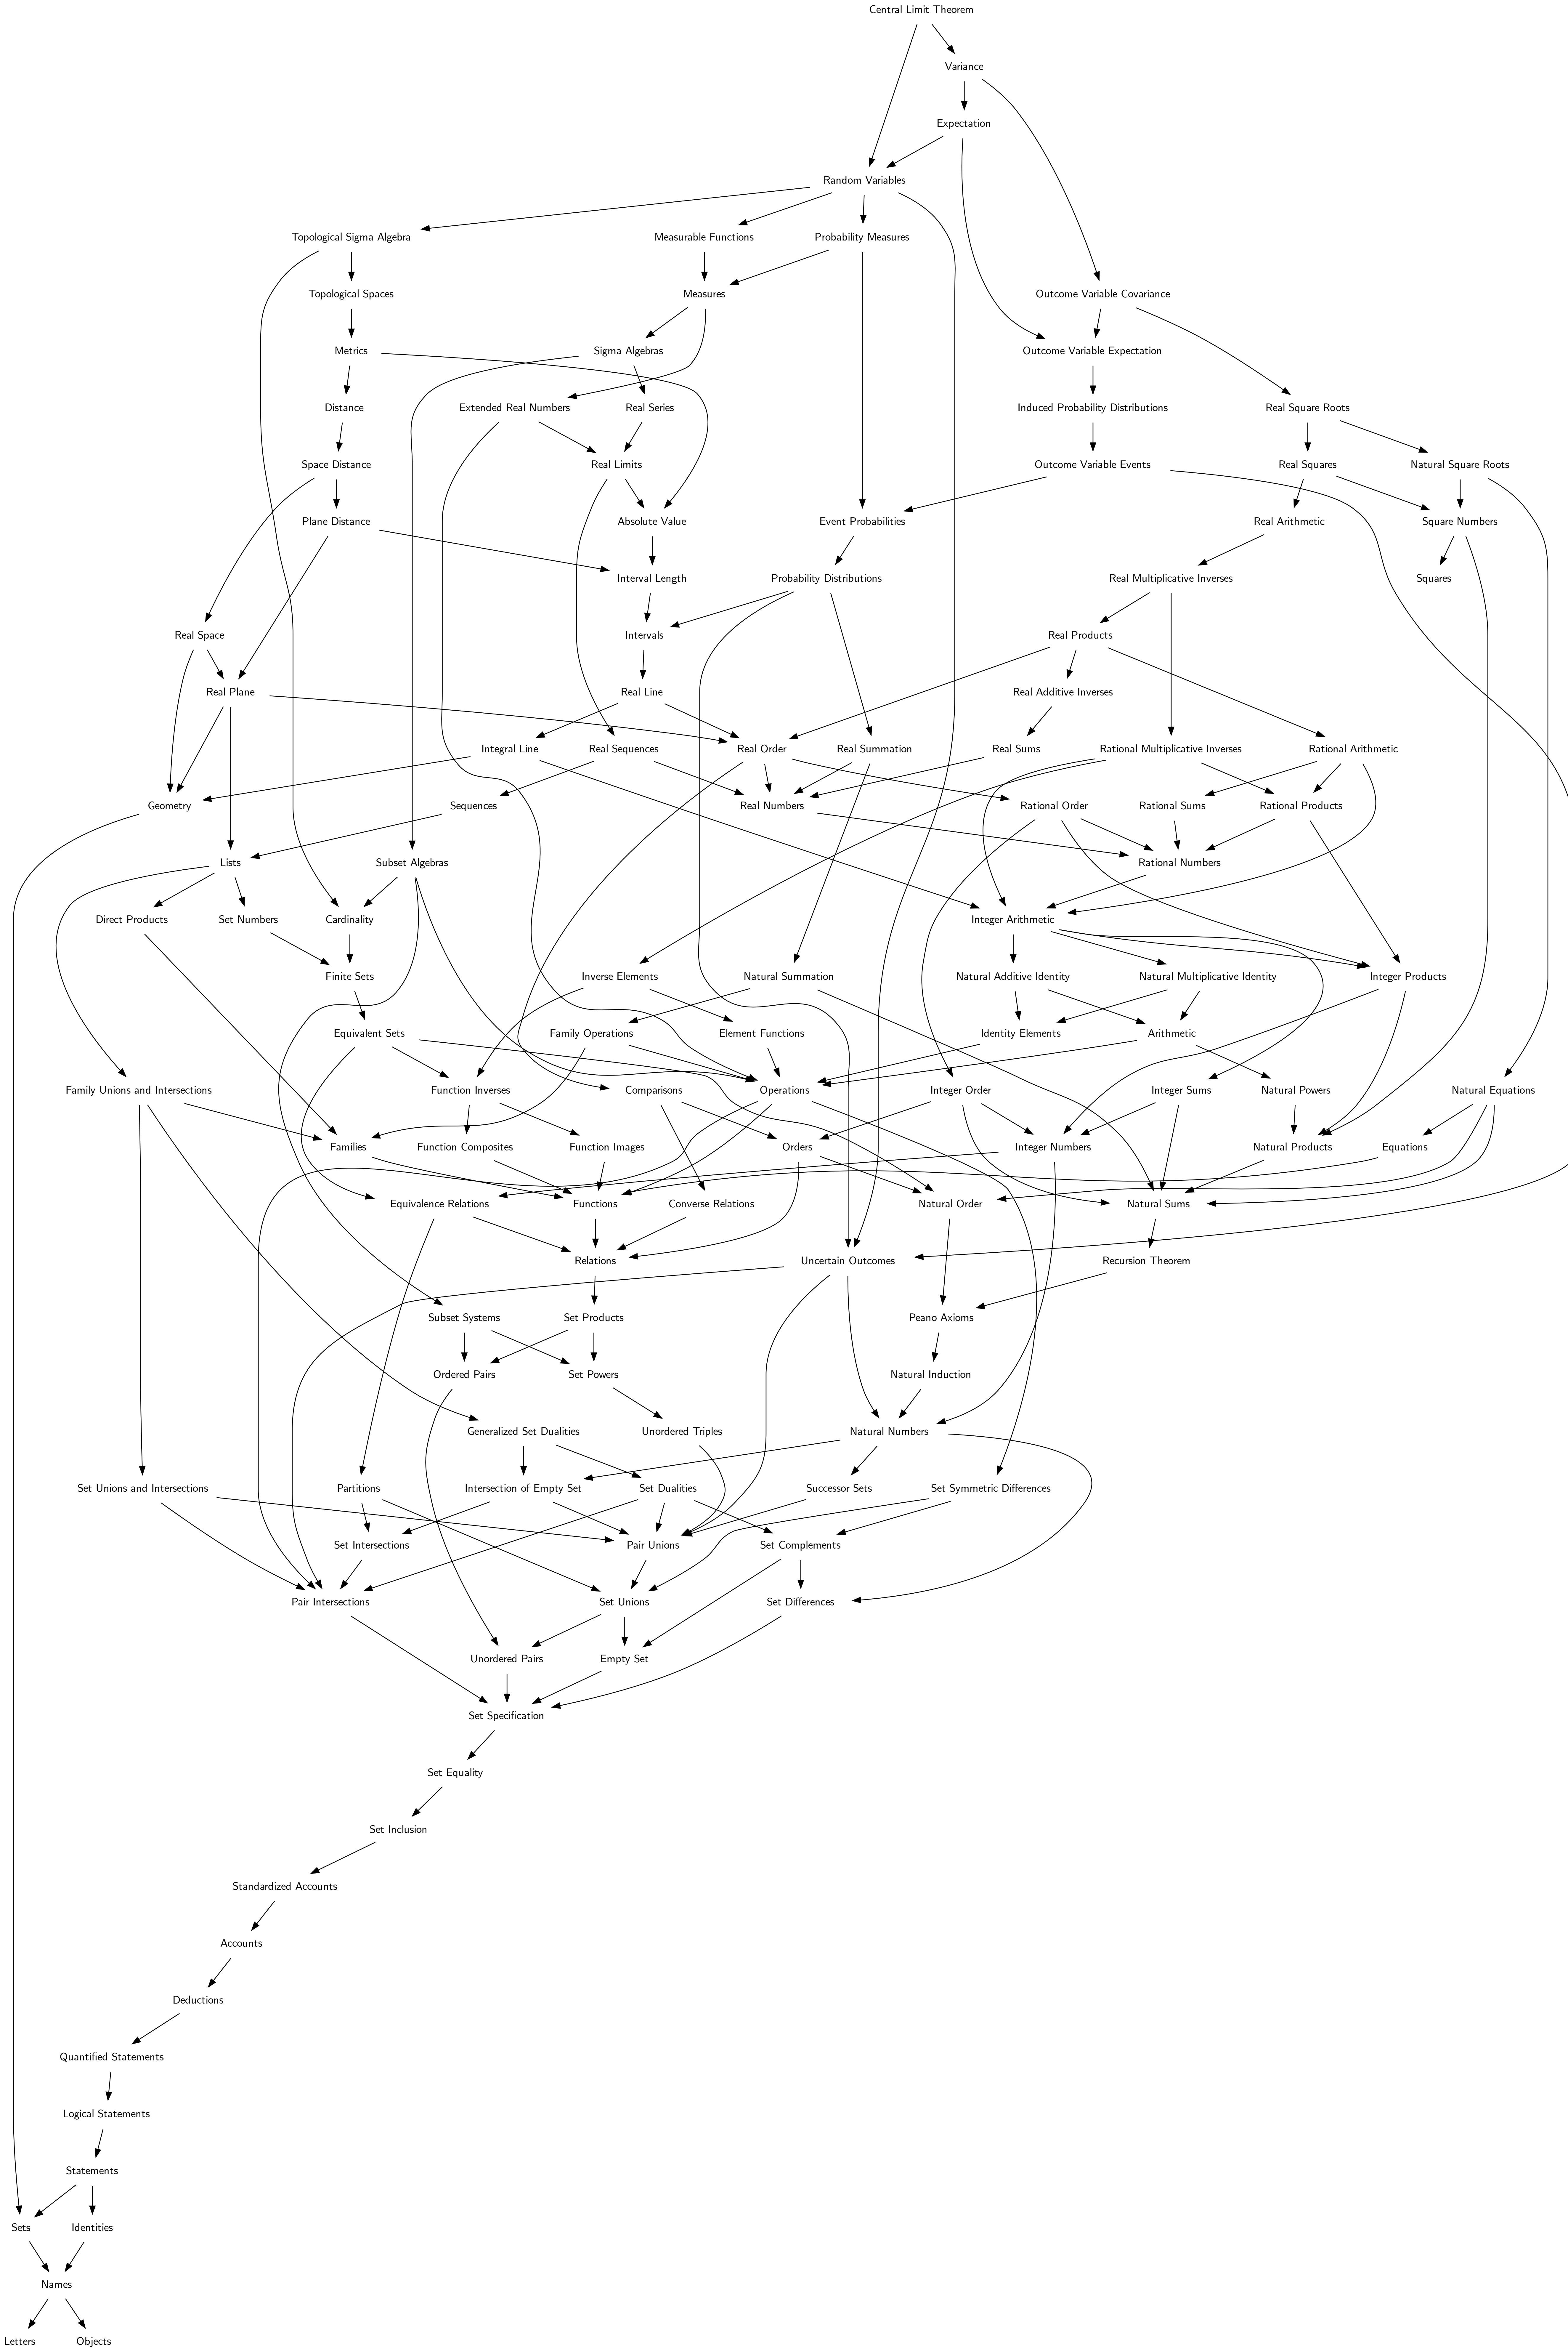 Central Limit Theorem
Variance
Expectation
Random Variables
Topological Sigma Algebra
Measurable Functions
Probability Measures
Topological Spaces
Measures
Outcome Variable Covariance
Metrics
Sigma Algebras
Outcome Variable Expectation
Distance
Extended Real Numbers
Real Series
Induced Probability Distributions
Real Square Roots
Space Distance
Real Limits
Outcome Variable Events
Real Squares
Natural Square Roots
Plane Distance
Absolute Value
Event Probabilities
Real Arithmetic
Square Numbers
Interval Length
Probability Distributions
Real Multiplicative Inverses
Squares
Real Space
Intervals
Real Products
Real Plane
Real Line
Real Additive Inverses
Integral Line
Real Sequences
Real Order
Real Summation
Real Sums
Rational Multiplicative Inverses
Rational Arithmetic
Geometry
Sequences
Real Numbers
Rational Order
Rational Sums
Rational Products
Lists
Subset Algebras
Rational Numbers
Direct Products
Set Numbers
Cardinality
Integer Arithmetic
Finite Sets
Inverse Elements
Natural Summation
Natural Additive Identity
Natural Multiplicative Identity
Integer Products
Equivalent Sets
Family Operations
Element Functions
Identity Elements
Arithmetic
Family Unions and Intersections
Function Inverses
Comparisons
Operations
Integer Order
Integer Sums
Natural Powers
Natural Equations
Families
Function Composites
Function Images
Orders
Integer Numbers
Natural Products
Equations
Equivalence Relations
Functions
Converse Relations
Natural Order
Natural Sums
Relations
Uncertain Outcomes
Recursion Theorem
Subset Systems
Set Products
Peano Axioms
Ordered Pairs
Set Powers
Natural Induction
Generalized Set Dualities
Unordered Triples
Natural Numbers
Set Unions and Intersections
Partitions
Intersection of Empty Set
Set Dualities
Successor Sets
Set Symmetric Differences
Set Intersections
Pair Unions
Set Complements
Pair Intersections
Set Unions
Set Differences
Unordered Pairs
Empty Set
Set Specification
Set Equality
Set Inclusion
Standardized Accounts
Accounts
Deductions
Quantified Statements
Logical Statements
Statements
Sets
Identities
Names
Letters
Objects